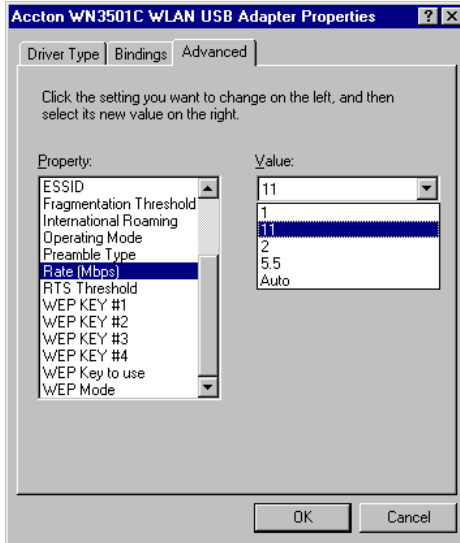 Accton WN3501C WLAN USB Adapter Properties
Driver Type
Bindings
Advanced
Click the setting you want to change on the left, and then
select its new value on the right.
Property:
ESSID
Fragmentation Threshold
International Roaming
Operating Mode
Preamble Type
Rate (Mbps)
RTS Threshold
WEP KEY #1
WEP KEY #2
WEP KEY #3
WEP KEY #4
WEP Key to use
WEP Mode
Value:
11
1
11
2
5.5
Auto
OK
Cancel